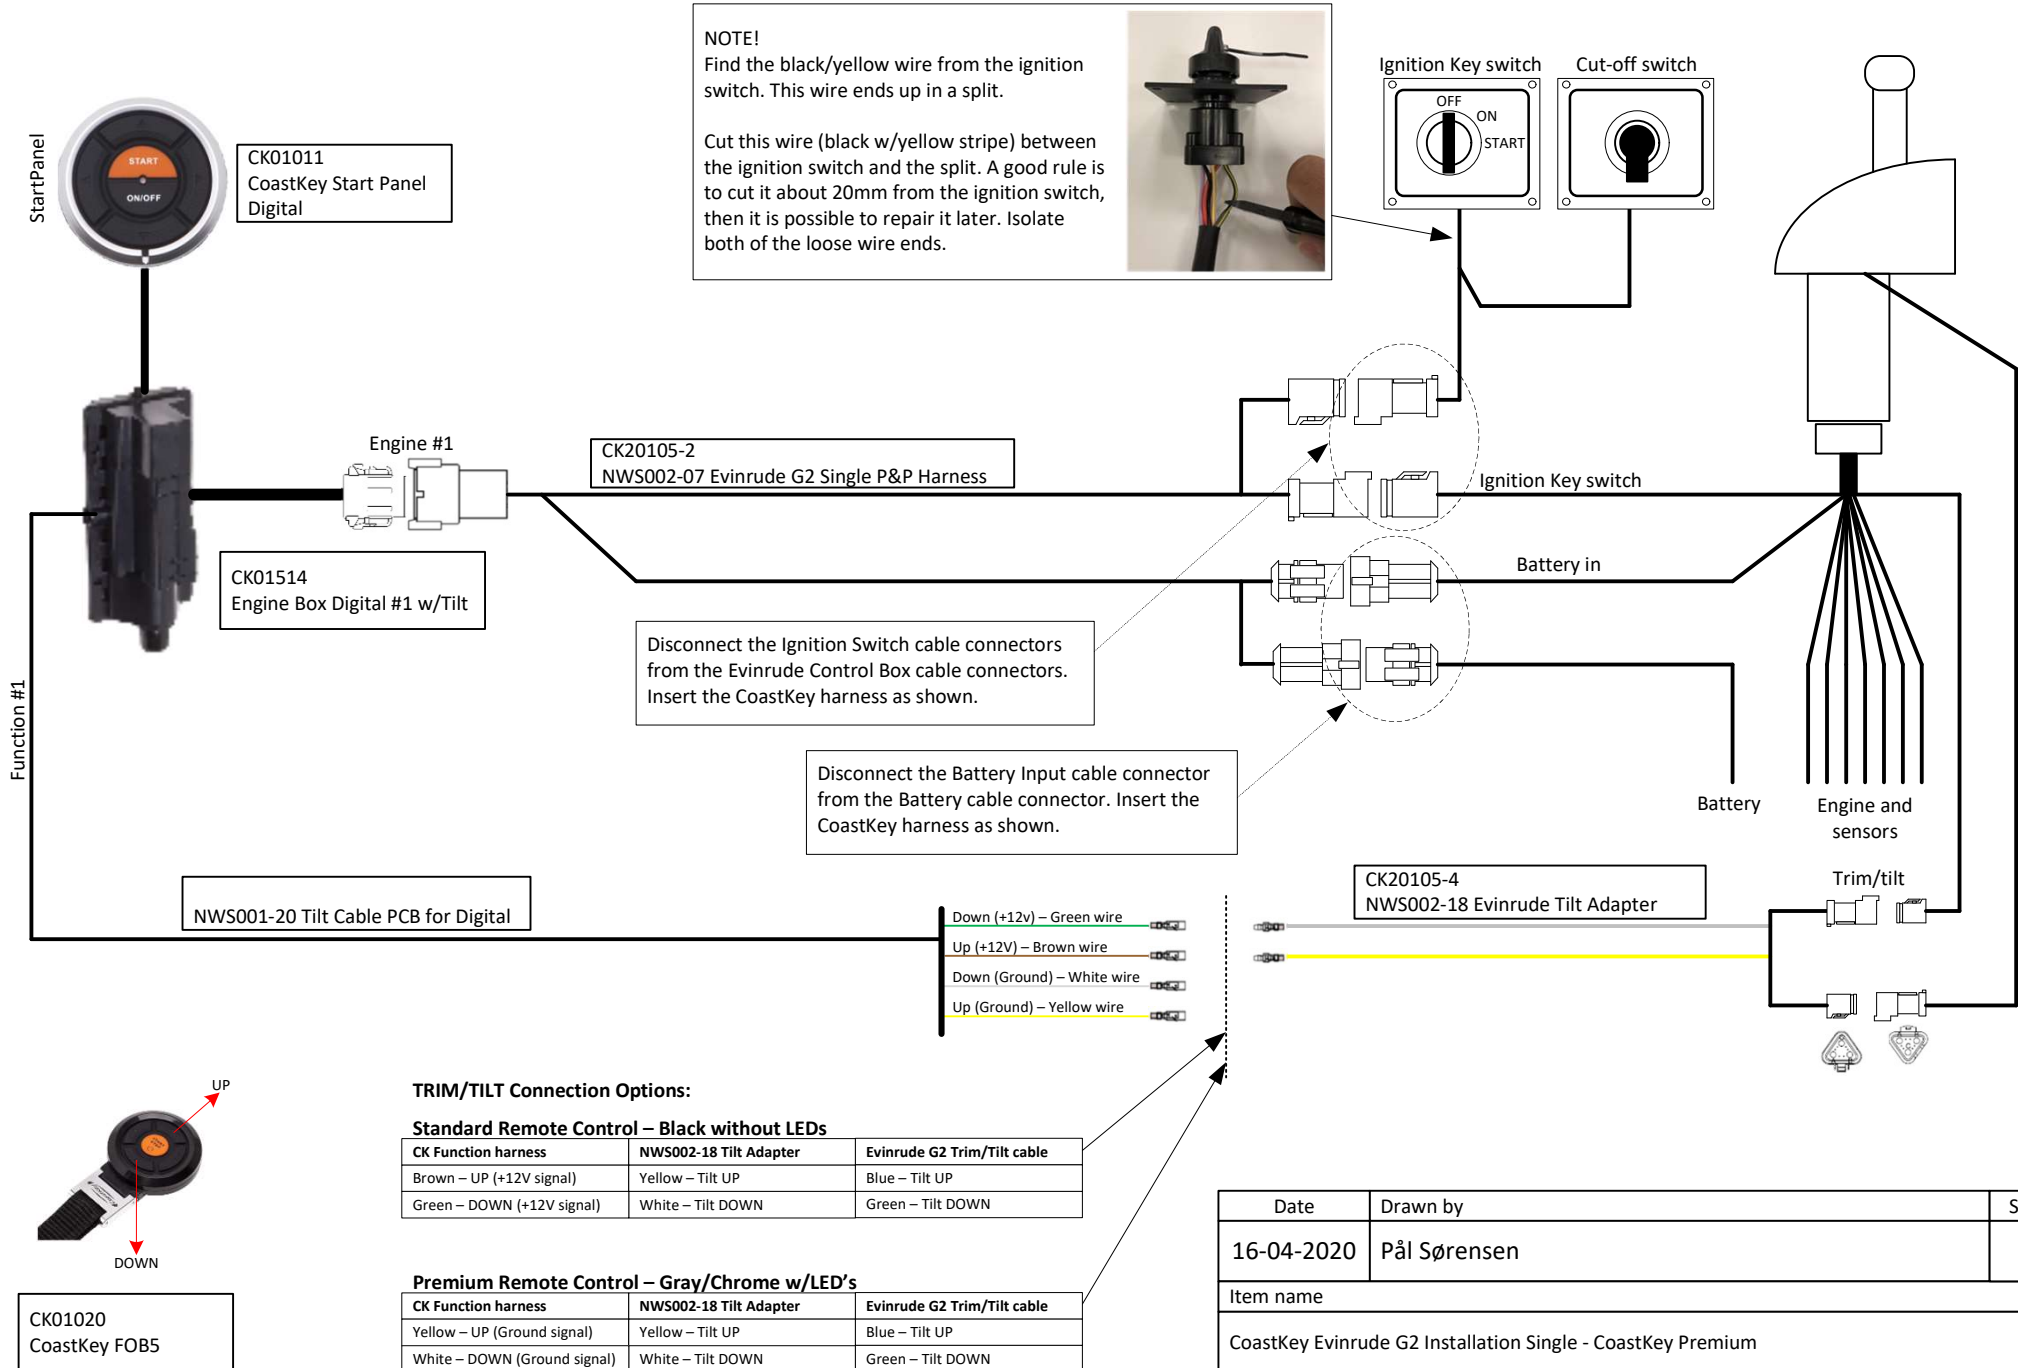 NOTE!
Find the black/yellow wire from the ignition
switch. This wire ends up in a split.
Cut this wire (black w/yellow stripe) between
the ignition switch and the split. A good rule is
to cut it about 20mm from the ignition switch,
then it is possible to repair it later. Isolate
both of the loose wire ends.
Ignition Key switch
Cut-off switch
OFF
ON
START
StartPanel
START
ON/OFF
CK01011
CoastKey Start Panel
Digital
Engine #1
CK20105-2
NWS002-07 Evinrude G2 Single P&P Harness
Ignition Key switch
Battery in
CK01514
Engine Box Digital #1 w/Tilt
Disconnect the Ignition Switch cable connectors
from the Evinrude Control Box cable connectors.
Insert the CoastKey harness as shown.
Function #1
Disconnect the Battery Input cable connector
from the Battery cable connector. Insert the
CoastKey harness as shown.
Battery
Engine and
sensors
NWS001-20 Tilt Cable PCB for Digital
Down (+12v) – Green wire
Up (+12V) – Brown wire
Down (Ground) – White wire
Up (Ground) – Yellow wire
CK20105-4
NWS002-18 Evinrude Tilt Adapter
Trim/tilt
UP
DOWN
CK01020
CoastKey FOB5
TRIM/TILT Connection Options:
Standard Remote Control – Black without LEDs
CK Function harness NWS002-18 Tilt Adapter Evinrude G2 Trim/Tilt cable
Brown – UP (+12V signal) Yellow – Tilt UP Blue – Tilt UP
Green – DOWN (+12V signal) White – Tilt DOWN Green – Tilt DOWN
Premium Remote Control – Gray/Chrome w/LED’s
CK Function harness NWS002-18 Tilt Adapter Evinrude G2 Trim/Tilt cable
Yellow – UP (Ground signal) Yellow – Tilt UP Blue – Tilt UP
White – DOWN (Ground signal) White – Tilt DOWN Green – Tilt DOWN
Date Drawn by S
16-04-2020 Pål Sørensen
Item name
CoastKey Evinrude G2 Installation Single - CoastKey Premium